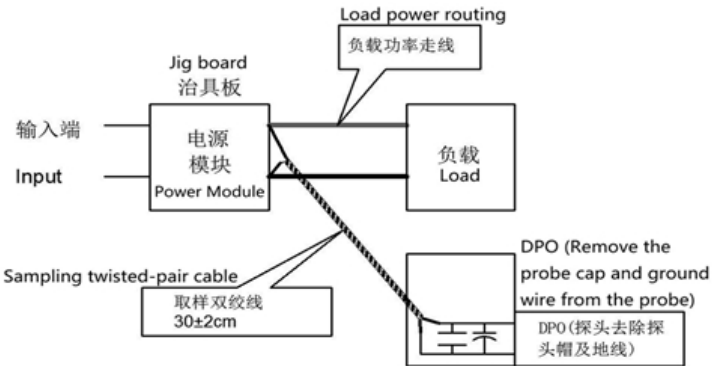 Load power routing
负载功率走线
Jig board
治具板
输入端
Input
电源
模块
Power Module
负载
Load
Sampling twisted-pair cable
取样双绞线
30±2cm
DPO (Remove the
probe cap and ground
wire from the probe)
DPO(探头去除探
头帽及地线)